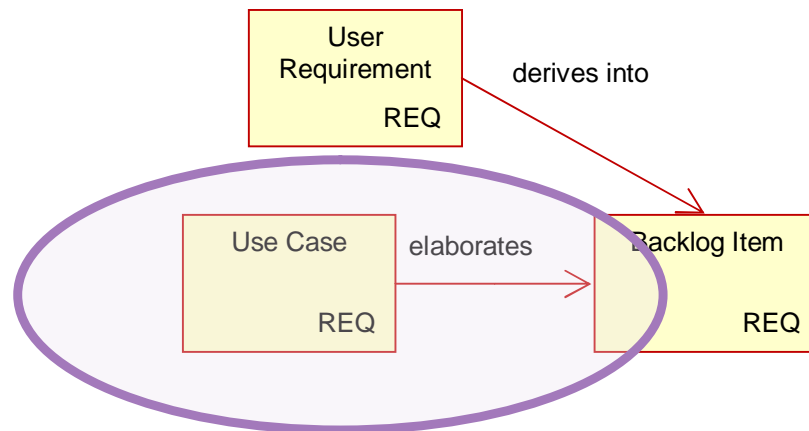 User
Requirement
REQ
derives into
Use Case
REQ
elaborates
Backlog Item
REQ